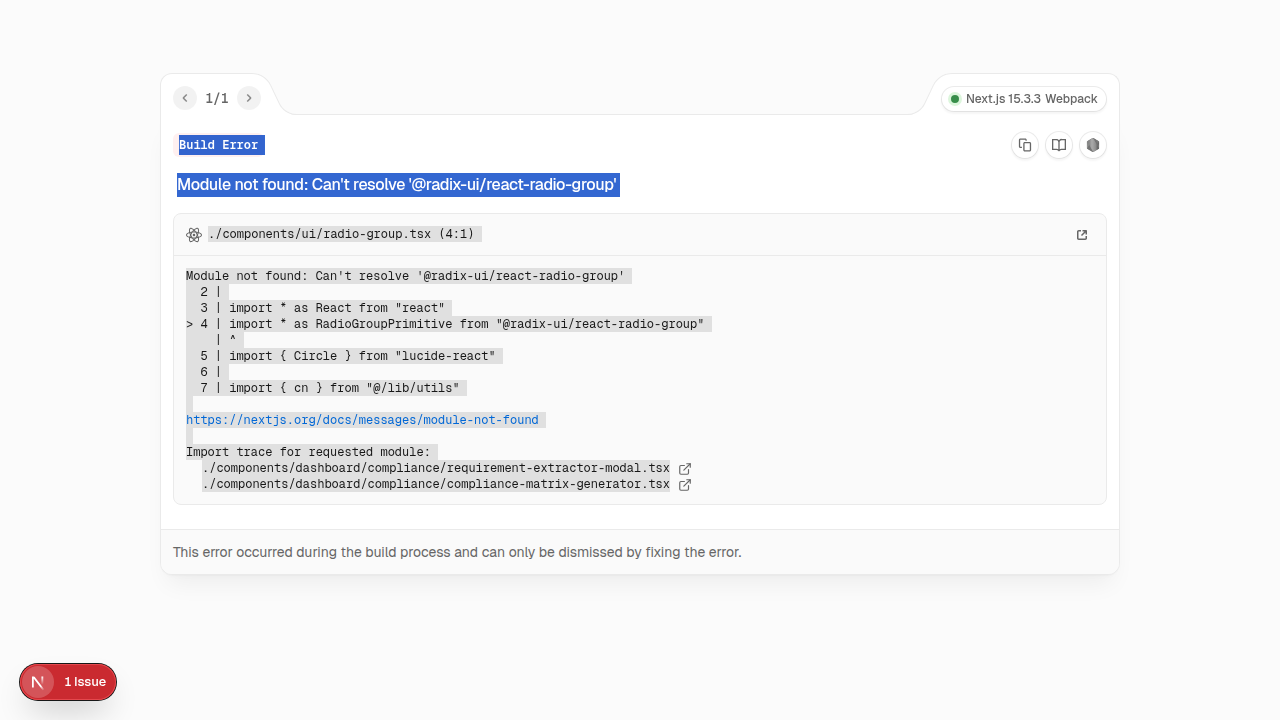 1/1
Next.js 15.3.3 Webpack
Build Error
Module not found: Can't resolve '@radix-ui/react-radio-group'
./components/ui/radio-group.tsx (4:1)
Module not found: Can't resolve '@radix-ui/react-radio-group'
  2 |
  3 | import * as React from "react"
> 4 | import * as RadioGroupPrimitive from "@radix-ui/react-radio-group"
    | ^
  5 | import { Circle } from "lucide-react"
  6 |
  7 | import { cn } from "@/lib/utils"
https://nextjs.org/docs/messages/module-not-found
Import trace for requested module:
./components/dashboard/compliance/requirement-extractor-modal.tsx
./components/dashboard/compliance/compliance-matrix-generator.tsx
This error occurred during the build process and can only be dismissed by fixing the error.
N 1 Issue